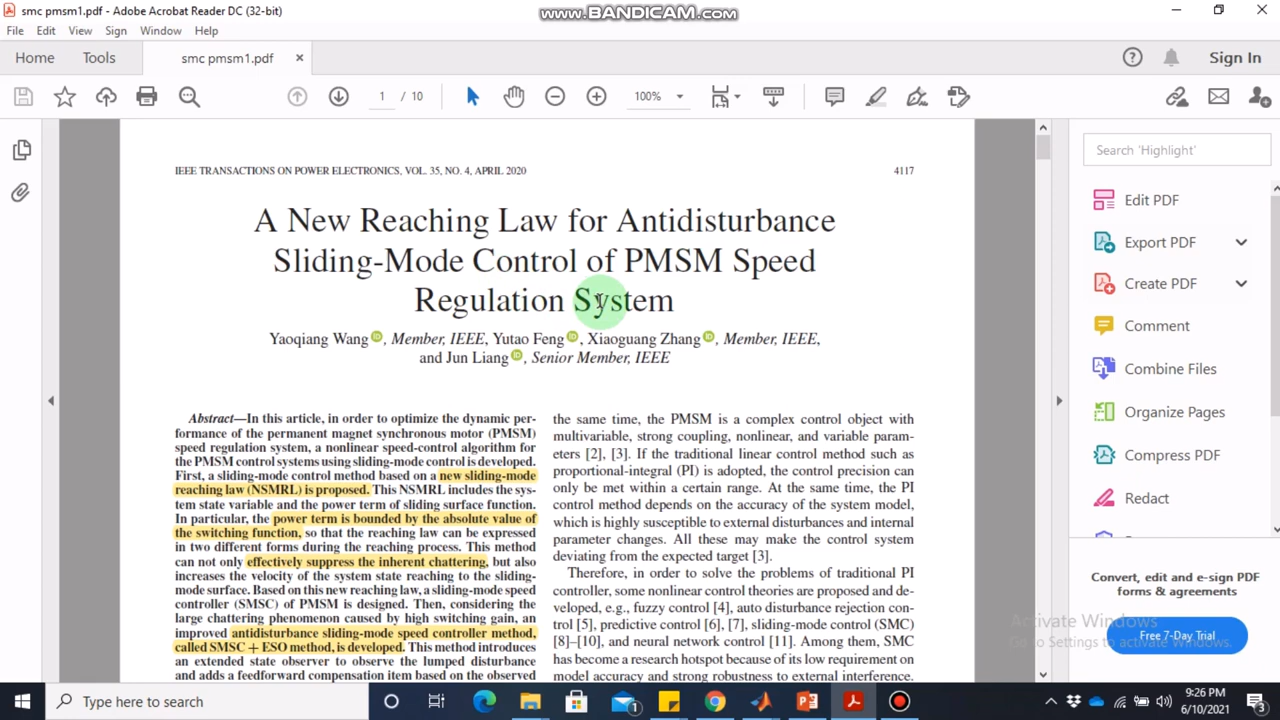 smc pmsm1.pdf - Adobe Acrobat Reader DC (32-bit)
www.BANDICAM.com
File Edit View Sign Window Help
Home Tools smc pmsm1.pdf × Sign In
1 / 10 100%
Search 'Highlight'
IEEE TRANSACTIONS ON POWER ELECTRONICS, VOL. 35, NO. 4, APRIL 2020 4117
A New Reaching Law for Antidisturbance
Sliding-Mode Control of PMSM Speed
Regulation System
Yaoqiang Wang, Member, IEEE, Yutao Feng, Xiaoguang Zhang, Member, IEEE,
and Jun Liang, Senior Member, IEEE
Abstract—In this article, in order to optimize the dynamic per-
formance of the permanent magnet synchronous motor (PMSM)
speed regulation system, a nonlinear speed-control algorithm for
the PMSM control systems using sliding-mode control is developed.
First, a sliding-mode control method based on a new sliding-mode
reaching law (NSMRL) is proposed. This NSMRL includes the sys-
tem state variable and the power term of sliding surface function.
In particular, the power term is bounded by the absolute value of
the switching function, so that the reaching law can be expressed
in two different forms during the reaching process. This method
can not only effectively suppress the inherent chattering, but also
increases the velocity of the system state reaching to the sliding-
mode surface. Based on this new reaching law, a sliding-mode speed
controller (SMSC) of PMSM is designed. Then, considering the
large chattering phenomenon caused by high switching gain, an
improved antidisturbance sliding-mode speed controller method,
called SMSC + ESO method, is developed. This method introduces
an extended state observer to observe the lumped disturbance
and adds a feedforward compensation item based on the observed
the same time, the PMSM is a complex control object with
multivariable, strong coupling, nonlinear, and variable param-
eters [2], [3]. If the traditional linear control method such as
proportional-integral (PI) is adopted, the control precision can
only be met within a certain range. At the same time, the PI
control method depends on the accuracy of the system model,
which is highly susceptible to external disturbances and internal
parameter changes. All these may make the control system
deviating from the expected target [3].
Therefore, in order to solve the problems of traditional PI
controller, some nonlinear control theories are proposed and de-
veloped, e.g., fuzzy control [4], auto disturbance rejection con-
trol [5], predictive control [6], [7], sliding-mode control (SMC)
[8]–[10], and neural network control [11]. Among them, SMC
has become a research hotspot because of its low requirement on
model accuracy and strong robustness to external interference.
Edit PDF
Export PDF
Create PDF
Comment
Combine Files
Organize Pages
Compress PDF
Redact
Convert, edit and e-sign PDF
forms & agreements
Free 7-Day Trial
Activate Windows
Go to Settings to activate Windows.
Type here to search
1
9:26 PM
6/10/2021
3